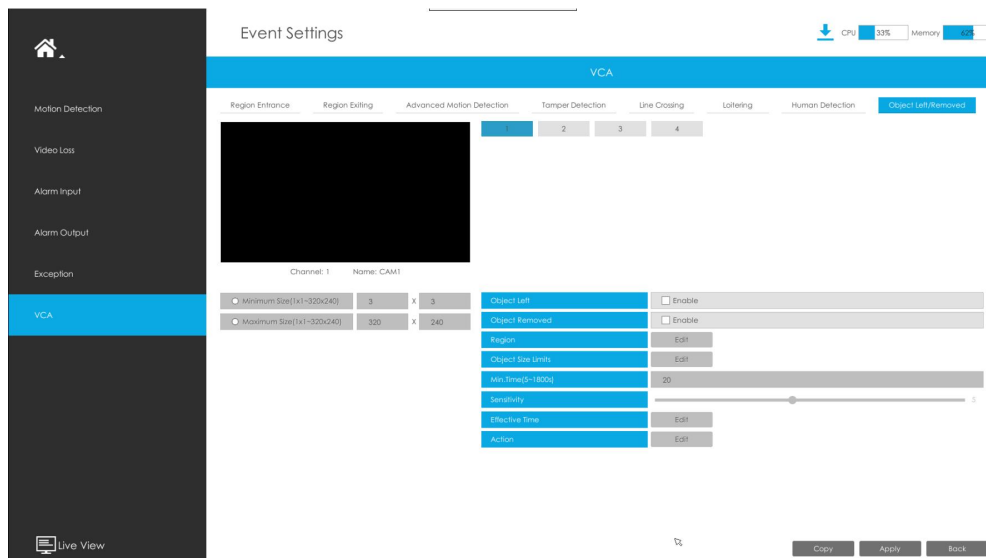 Event Settings
CPU 33% Memory 62%
VCA
Motion Detection
Video Loss
Alarm Input
Alarm Output
Exception
VCA
Live View
Region Entrance Region Exiting Advanced Motion Detection Tamper Detection Line Crossing Loitering Human Detection Object Left/Removed
1 2 3 4
Channel: 1 Name: CAM1
Minimum Size(1x1~320x240) 3 X 3
Maximum Size(1x1~320x240) 320 X 240
Object Left Enable
Object Removed Enable
Region Edit
Object Size Limits Edit
Min.Time(5~1800s) 20
Sensitivity
Effective Time Edit
Action Edit
Copy Apply Back